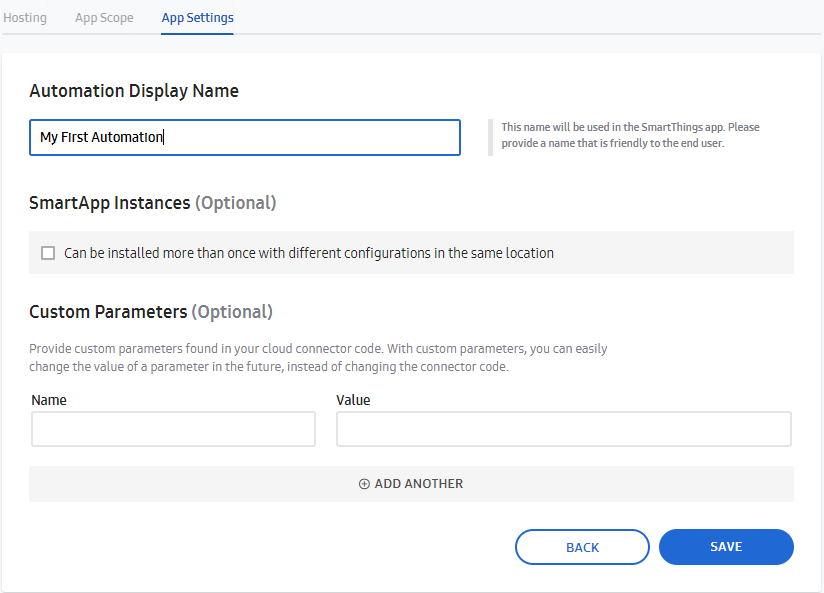 Hosting App Scope App Settings
Automation Display Name
My First Automation
This name will be used in the SmartThings app. Please
provide a name that is friendly to the end user.
SmartApp Instances (Optional)
Can be installed more than once with different configurations in the same location
Custom Parameters (Optional)
Provide custom parameters found in your cloud connector code. With custom parameters, you can easily
change the value of a parameter in the future, instead of changing the connector code.
Name Value
ADD ANOTHER
BACK SAVE